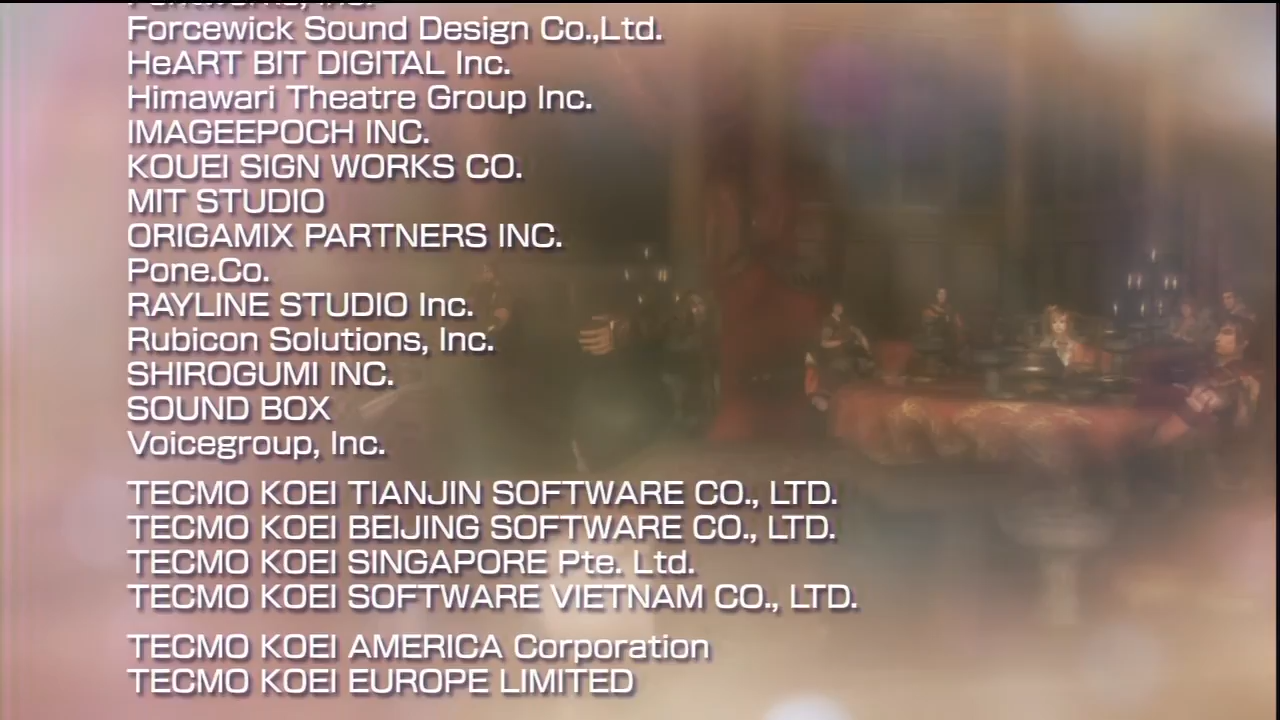 Forcewick Sound Design Co.,Ltd.
HeART BIT DIGITAL Inc.
Himawari Theatre Group Inc.
IMAGEEPOCH INC.
KOUEI SIGN WORKS CO.
MIT STUDIO
ORIGAMIX PARTNERS INC.
Pone.Co.
RAYLINE STUDIO Inc.
Rubicon Solutions, Inc.
SHIROGUMI INC.
SOUND BOX
Voicegroup, Inc.
TECMO KOEI TIANJIN SOFTWARE CO., LTD.
TECMO KOEI BEIJING SOFTWARE CO., LTD.
TECMO KOEI SINGAPORE Pte. Ltd.
TECMO KOEI SOFTWARE VIETNAM CO., LTD.
TECMO KOEI AMERICA Corporation
TECMO KOEI EUROPE LIMITED